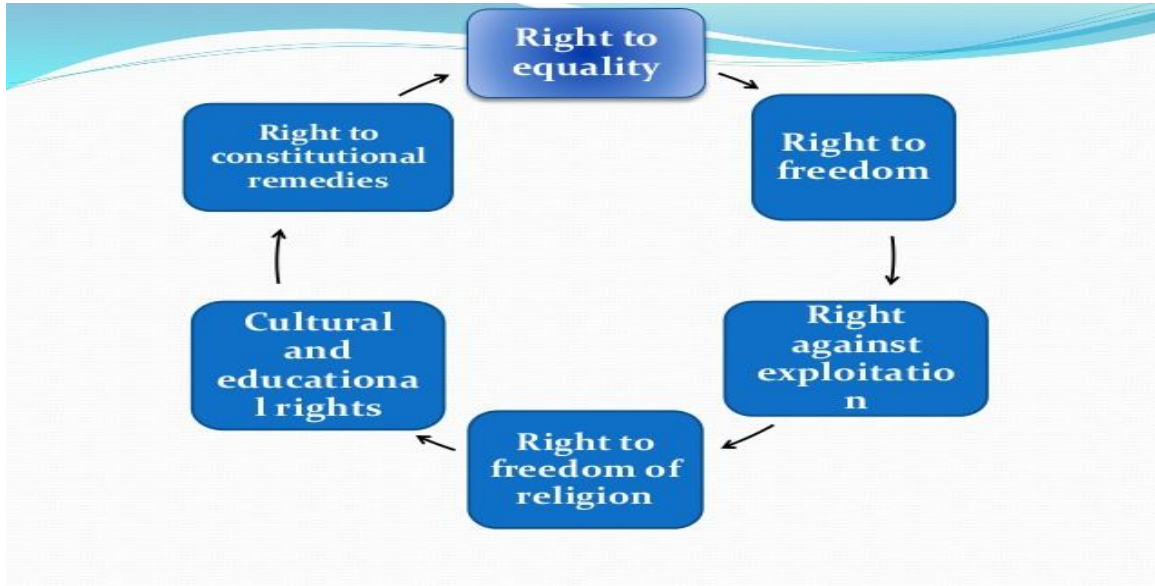 Right to
equality
Right to
freedom
Right
against
exploitatio
n
Right to
freedom of
religion
Cultural
and
educationa
l rights
Right to
constitutional
remedies